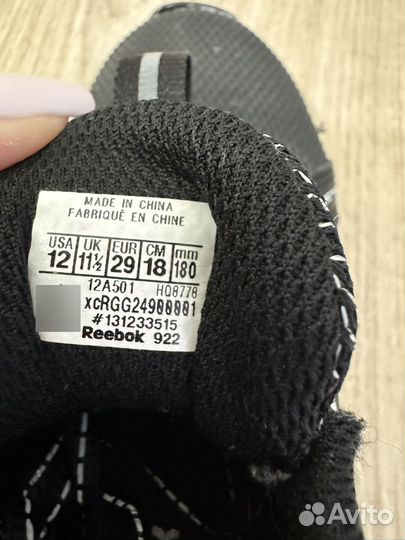 MADE IN CHINA
FABRIQUÉ EN CHINE
USA UK EUR CM mm
12 11½ 29 18 180
12A501 HQ8778
xcRGG24900001
#131233515
Reebok 922
Avito